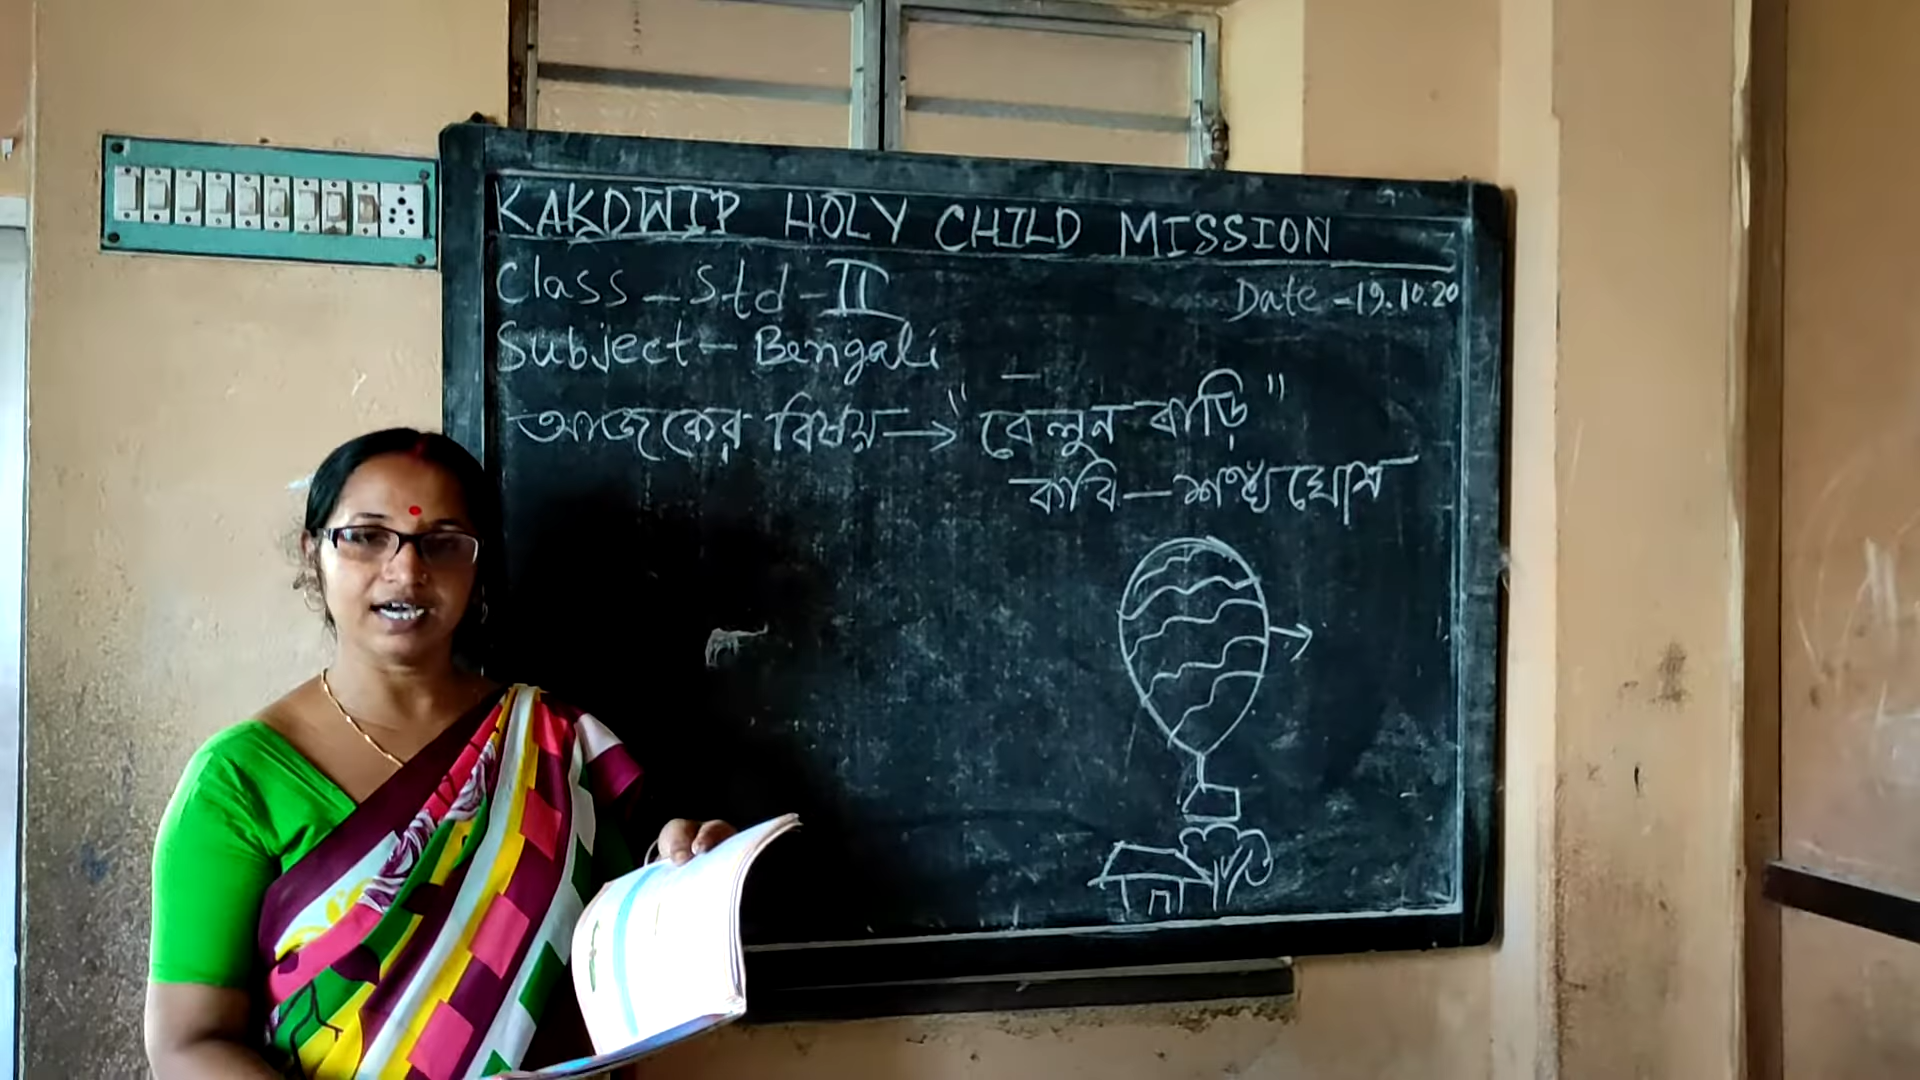 KAKDWIP HOLY CHILD MISSION
Class - Std - II
Date - 19.10.20
Subject - Bengali
আজকের বিষয় → "বেলুন বাড়ি"
কবি - শঙ্খ ঘোষ